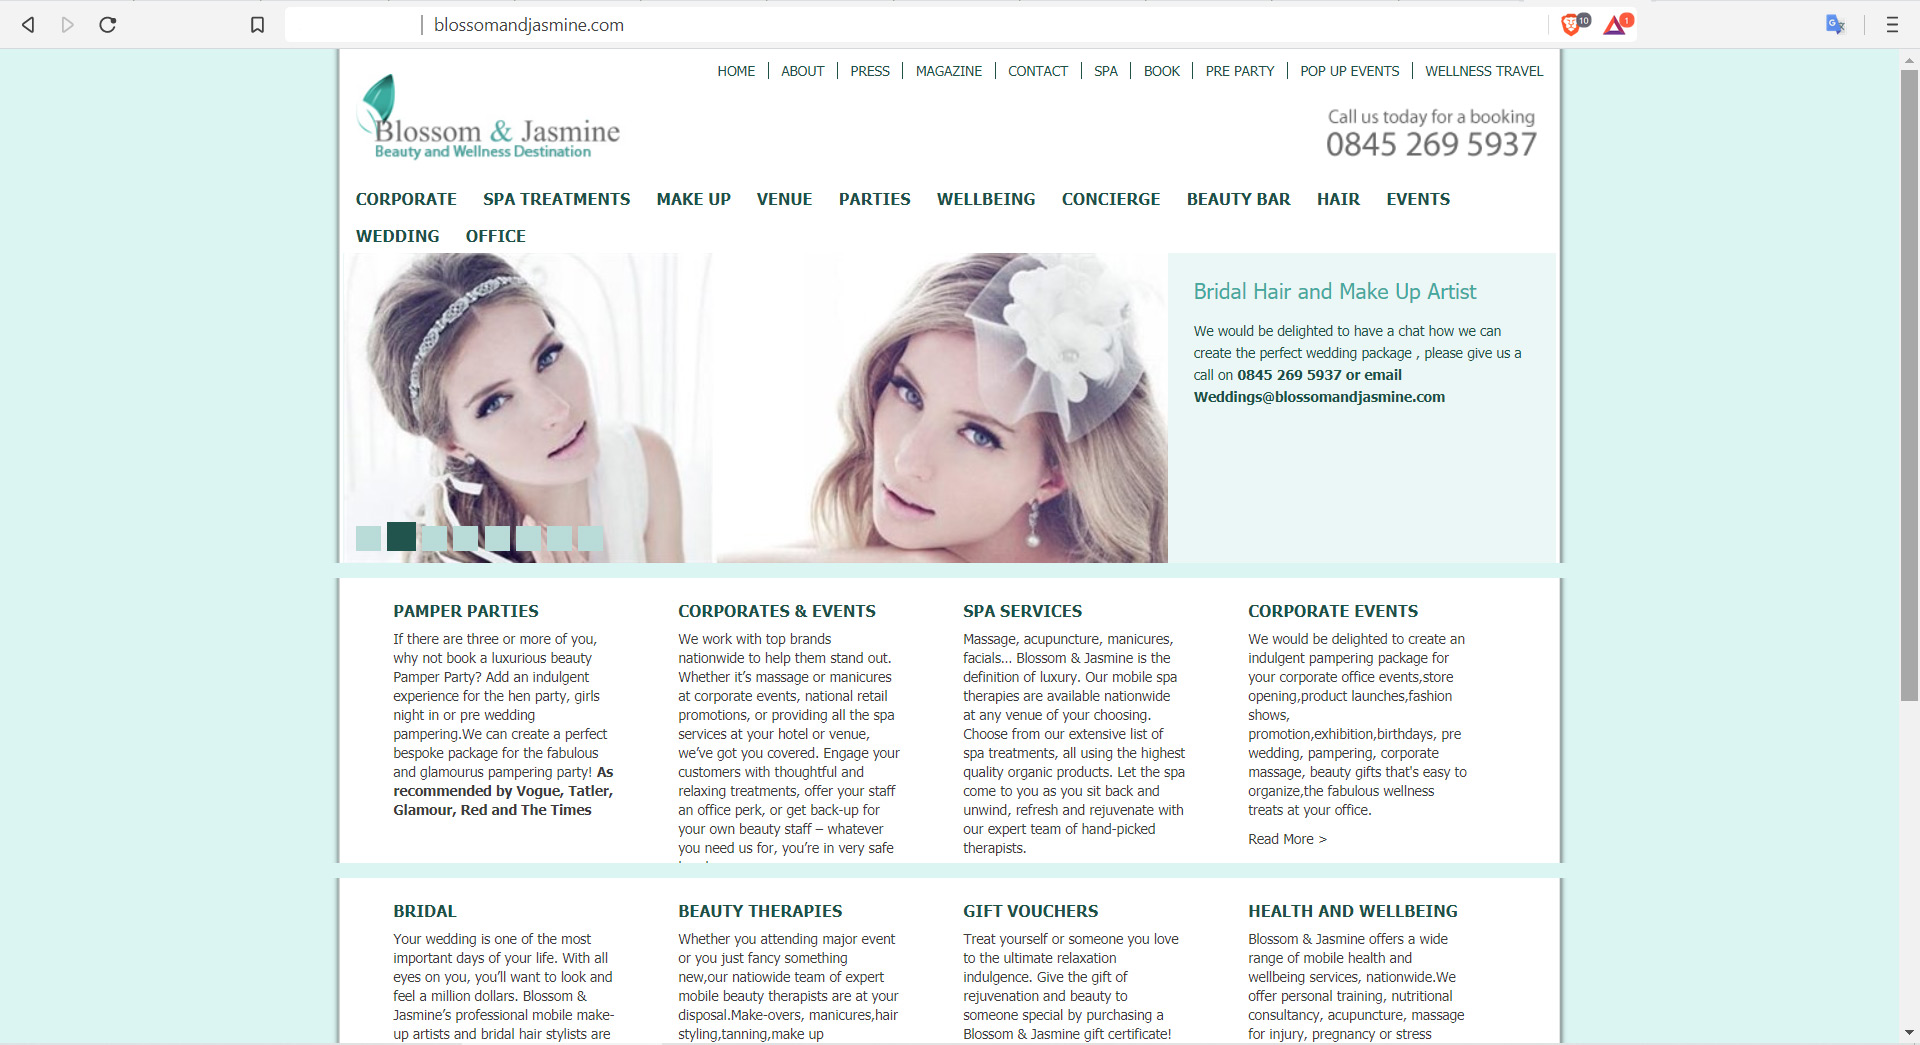 blossomandjasmine.com
10
1
HOME | ABOUT | PRESS | MAGAZINE | CONTACT | SPA | BOOK | PRE PARTY | POP UP EVENTS | WELLNESS TRAVEL
Blossom & Jasmine
Beauty and Wellness Destination
Call us today for a booking
0845 269 5937
CORPORATE SPA TREATMENTS MAKE UP VENUE PARTIES WELLBEING CONCIERGE BEAUTY BAR HAIR EVENTS
WEDDING OFFICE
Bridal Hair and Make Up Artist
We would be delighted to have a chat how we can
create the perfect wedding package , please give us a
call on 0845 269 5937 or email
Weddings@blossomandjasmine.com
PAMPER PARTIES
If there are three or more of you,
why not book a luxurious beauty
Pamper Party? Add an indulgent
experience for the hen party, girls
night in or pre wedding
pampering.We can create a perfect
bespoke package for the fabulous
and glamourus pampering party! As
recommended by Vogue, Tatler,
Glamour, Red and The Times
CORPORATES & EVENTS
We work with top brands
nationwide to help them stand out.
Whether it's massage or manicures
at corporate events, national retail
promotions, or providing all the spa
services at your hotel or venue,
we've got you covered. Engage your
customers with thoughtful and
relaxing treatments, offer your staff
an office perk, or get back-up for
your own beauty staff – whatever
you need us for, you're in very safe
SPA SERVICES
Massage, acupuncture, manicures,
facials... Blossom & Jasmine is the
definition of luxury. Our mobile spa
therapies are available nationwide
at any venue of your choosing.
Choose from our extensive list of
spa treatments, all using the highest
quality organic products. Let the spa
come to you as you sit back and
unwind, refresh and rejuvenate with
our expert team of hand-picked
therapists.
CORPORATE EVENTS
We would be delighted to create an
indulgent pampering package for
your corporate office events,store
opening,product launches,fashion
shows,
promotion,exhibition,birthdays, pre
wedding, pampering, corporate
massage, beauty gifts that's easy to
organize,the fabulous wellness
treats at your office.
Read More >
BRIDAL
Your wedding is one of the most
important days of your life. With all
eyes on you, you'll want to look and
feel a million dollars. Blossom &
Jasmine's professional mobile make-
up artists and bridal hair stylists are
BEAUTY THERAPIES
Whether you attending major event
or you just fancy something
new,our natiowide team of expert
mobile beauty therapists are at your
disposal.Make-overs, manicures,hair
styling,tanning,make up
GIFT VOUCHERS
Treat yourself or someone you love
to the ultimate relaxation
indulgence. Give the gift of
rejuvenation and beauty to
someone special by purchasing a
Blossom & Jasmine gift certificate!
HEALTH AND WELLBEING
Blossom & Jasmine offers a wide
range of mobile health and
wellbeing services, nationwide.We
offer personal training, nutritional
consultancy, acupuncture, massage
for injury, pregnancy or stress